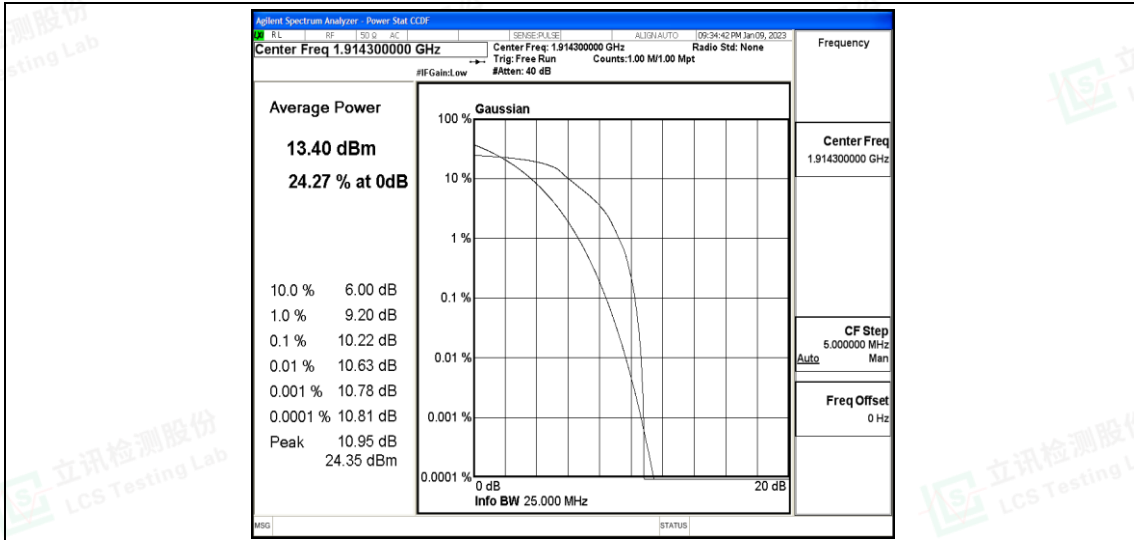 Agilent Spectrum Analyzer - Power Stat CCDF
LXI RL RF 50 Ω AC SENSE:PULSE ALIGNAUTO 09:34:42 PM Jan 09, 2023
Center Freq 1.914300000 GHz
Center Freq: 1.914300000 GHz Radio Std: None
Trig: Free Run Counts:1.00 M/1.00 Mpt
#IFGain:Low #Atten: 40 dB
Frequency
Average Power
13.40 dBm
24.27 % at 0dB
10.0 % 6.00 dB
1.0 % 9.20 dB
0.1 % 10.22 dB
0.01 % 10.63 dB
0.001 % 10.78 dB
0.0001 % 10.81 dB
Peak 10.95 dB
24.35 dBm
Gaussian
100 %
10 %
1 %
0.1 %
0.01 %
0.001 %
0.0001 %
0 dB 20 dB
Info BW 25.000 MHz
Center Freq
1.914300000 GHz
CF Step
5.000000 MHz
Auto Man
Freq Offset
0 Hz
MSG STATUS
立讯检测股份
LCS Testing Lab